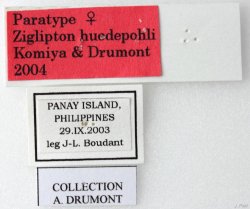 Paratype ♀
Ziglipton huedepohli
Komiya & Drumont
2004
PANAY ISLAND,
PHILIPPINES
29.IX.2003
leg J-L. Boudant
COLLECTION
A. DRUMONT